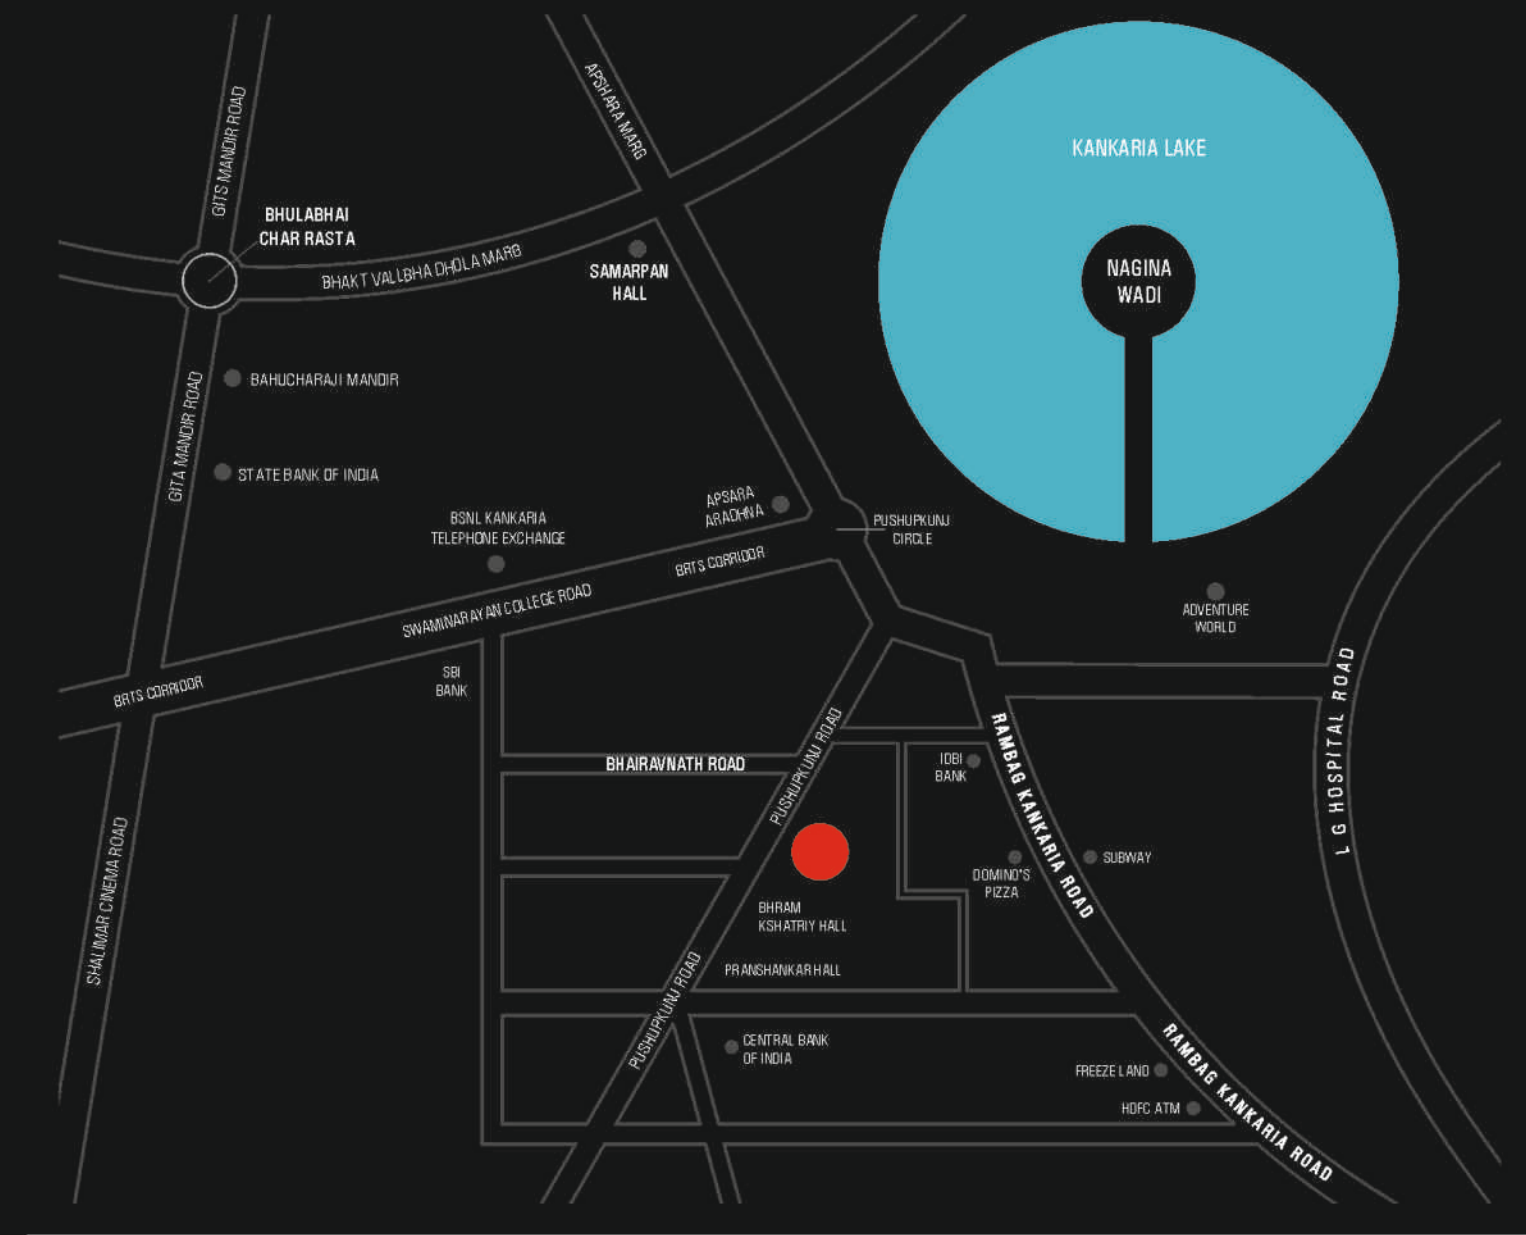 GITS MANDIR ROAD
APSHARA MARG
KANKARIA LAKE
BHULABHAI
CHAR RASTA
BHAKT VALLBHA DHOLA MARG
SAMARPAN
HALL
NAGINA
WADI
BAHUCHARAJI MANDIR
GITA MANDIR ROAD
STATE BANK OF INDIA
BSNL KANKARIA
TELEPHONE EXCHANGE
APSARA
ARADHNA
PUSHUPKUNJ
CIRCLE
BRTS CORRIDOR
SWAMINARAYAN COLLEGE ROAD
ADVENTURE
WORLD
BRTS CORRIDOR
SBI
BANK
L G HOSPITAL ROAD
BHAIRAVNATH ROAD
PUSHUPKUNJ ROAD
IDBI
BANK
RAMBAG KANKARIA ROAD
SUBWAY
DOMINO'S
PIZZA
SHALIMAR CINEMA ROAD
BHRAM
KSHATRIY HALL
PRANSHANKAR HALL
PUSHUPKUNJ ROAD
CENTRAL BANK
OF INDIA
FREEZE LAND
HDFC ATM
RAMBAG KANKARIA ROAD